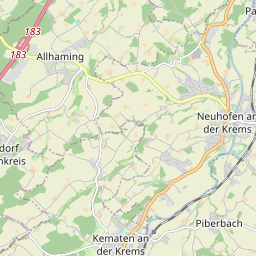 Pa
183
Allhaming
183
Neuhofen an
der Krems
dorf
nkreis
Piberbach
Kematen an
der Krems